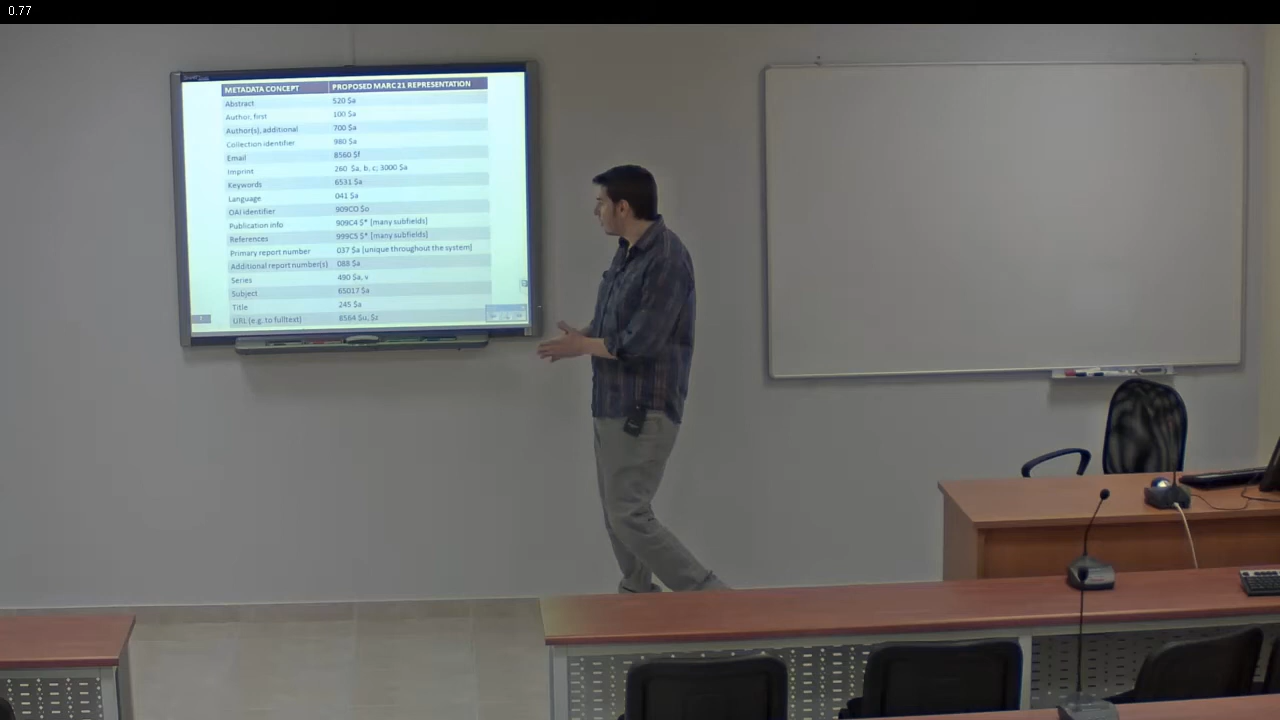 0.77
METADATA CONCEPT PROPOSED MARC 21 REPRESENTATION
Abstract 520 $a
Author, first 100 $a
Author(s), additional 700 $a
Collection identifier 980 $a
Email 8560 $f
Imprint 260 $a, b, c; 3000 $a
Keywords 6531 $a
Language 041 $a
OAI identifier 909CO $o
Publication info 909C4 $* (many subfields)
References 999C5 $* (many subfields)
Primary report number 037 $a (unique throughout the system)
Additional report number(s) 088 $a
Series 490 $a, v
Subject 65017 $a
Title 245 $a
URL (e.g. to fulltext) 8564 $u, $z